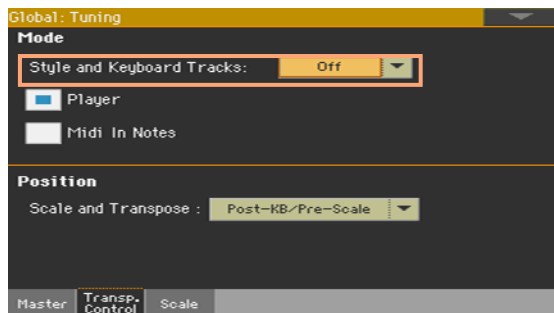 Global: Tuning
Mode
Style and Keyboard Tracks: Off
Player
Midi In Notes
Position
Scale and Transpose : Post-KB/Pre-Scale
Master Transp. Control Scale